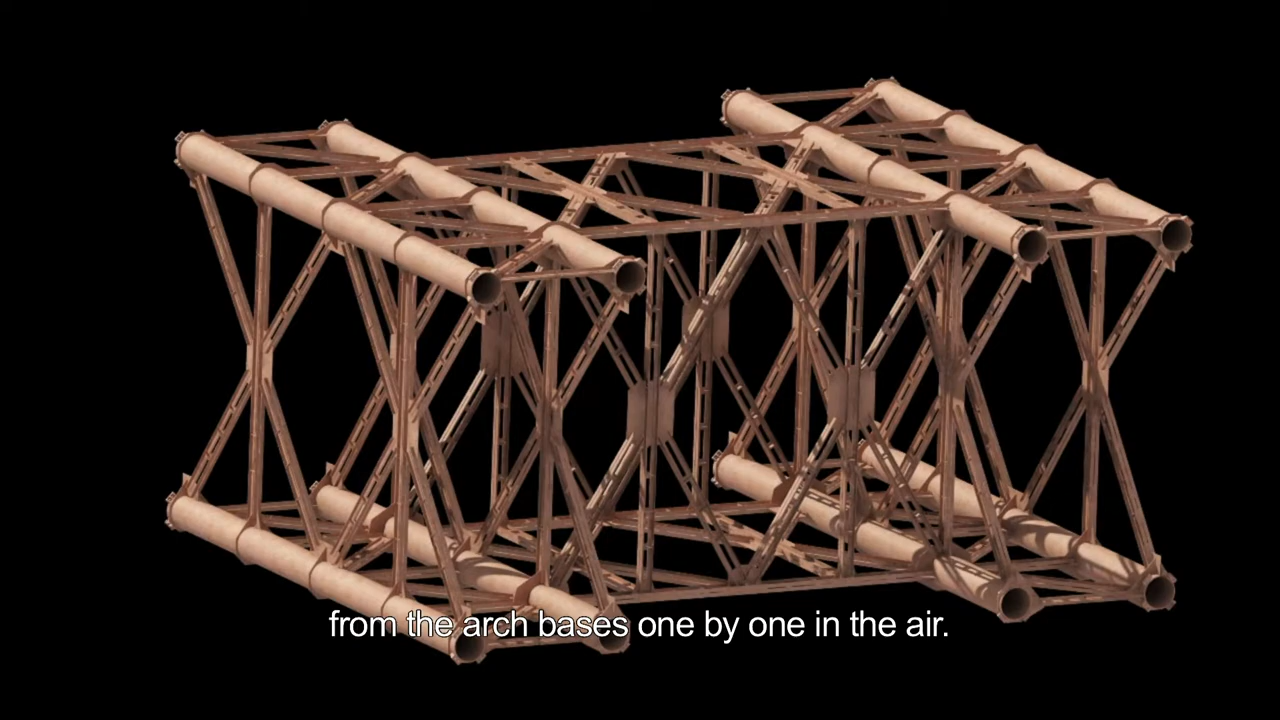 from the arch bases one by one in the air.